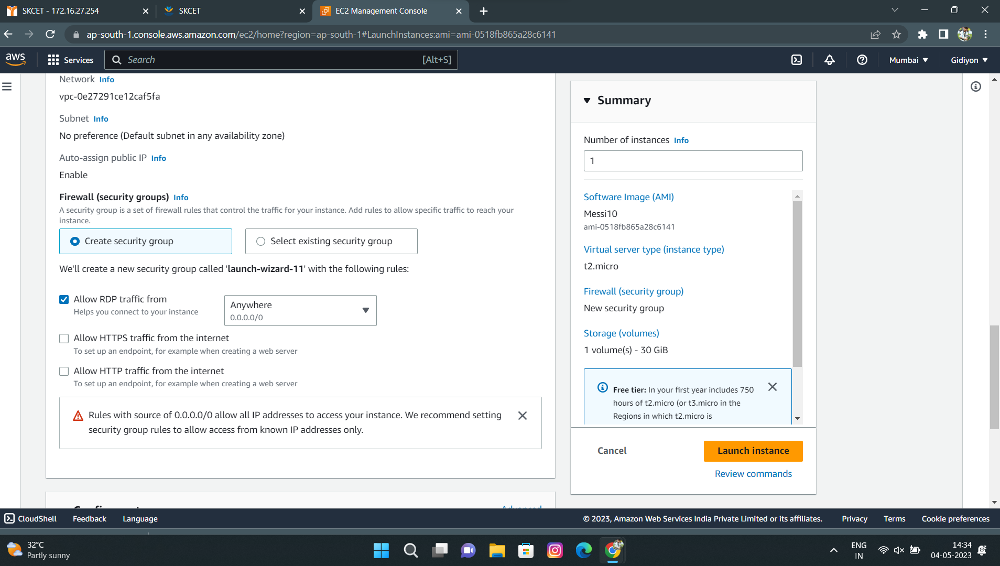 SKCET - 172.16.27.254
SKCET
EC2 Management Console
ap-south-1.console.aws.amazon.com/ec2/home?region=ap-south-1#LaunchInstances:ami=ami-0518fb865a28c6141
aws
Services
Search
[Alt+S]
Mumbai
Gidiyon
Network Info
vpc-0e27291ce12caf5fa
Subnet Info
No preference (Default subnet in any availability zone)
Auto-assign public IP Info
Enable
Firewall (security groups) Info
A security group is a set of firewall rules that control the traffic for your instance. Add rules to allow specific traffic to reach your
instance.
Create security group
Select existing security group
We'll create a new security group called 'launch-wizard-11' with the following rules:
Allow RDP traffic from
Helps you connect to your instance
Anywhere
0.0.0.0/0
Allow HTTPS traffic from the internet
To set up an endpoint, for example when creating a web server
Allow HTTP traffic from the internet
To set up an endpoint, for example when creating a web server
Rules with source of 0.0.0.0/0 allow all IP addresses to access your instance. We recommend setting
security group rules to allow access from known IP addresses only.
Summary
Number of instances Info
1
Software Image (AMI)
Messi10
ami-0518fb865a28c6141
Virtual server type (instance type)
t2.micro
Firewall (security group)
New security group
Storage (volumes)
1 volume(s) - 30 GiB
Free tier: In your first year includes 750
hours of t2.micro (or t3.micro in the
Regions in which t2.micro is
Cancel
Launch instance
Review commands
Advanced
CloudShell
Feedback
Language
© 2023, Amazon Web Services India Private Limited or its affiliates.
Privacy
Terms
Cookie preferences
32°C
Partly sunny
ENG
IN
14:34
04-05-2023